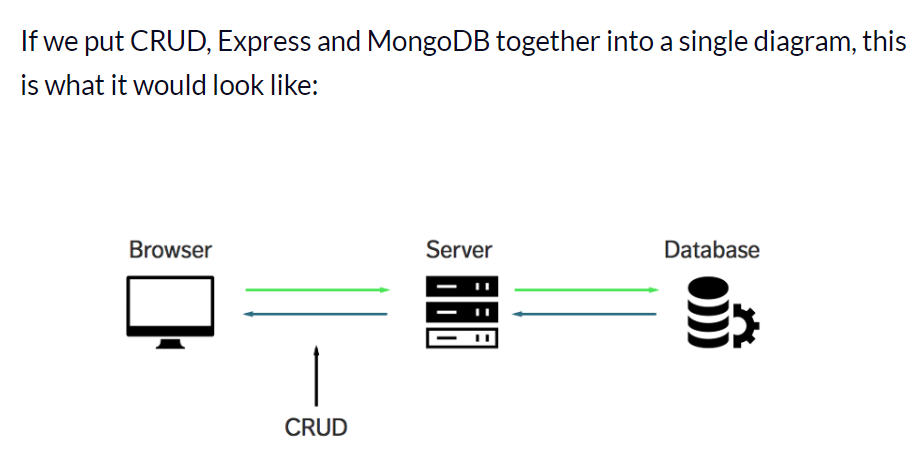 If we put CRUD, Express and MongoDB together into a single diagram, this
is what it would look like:
Browser
Server
Database
CRUD